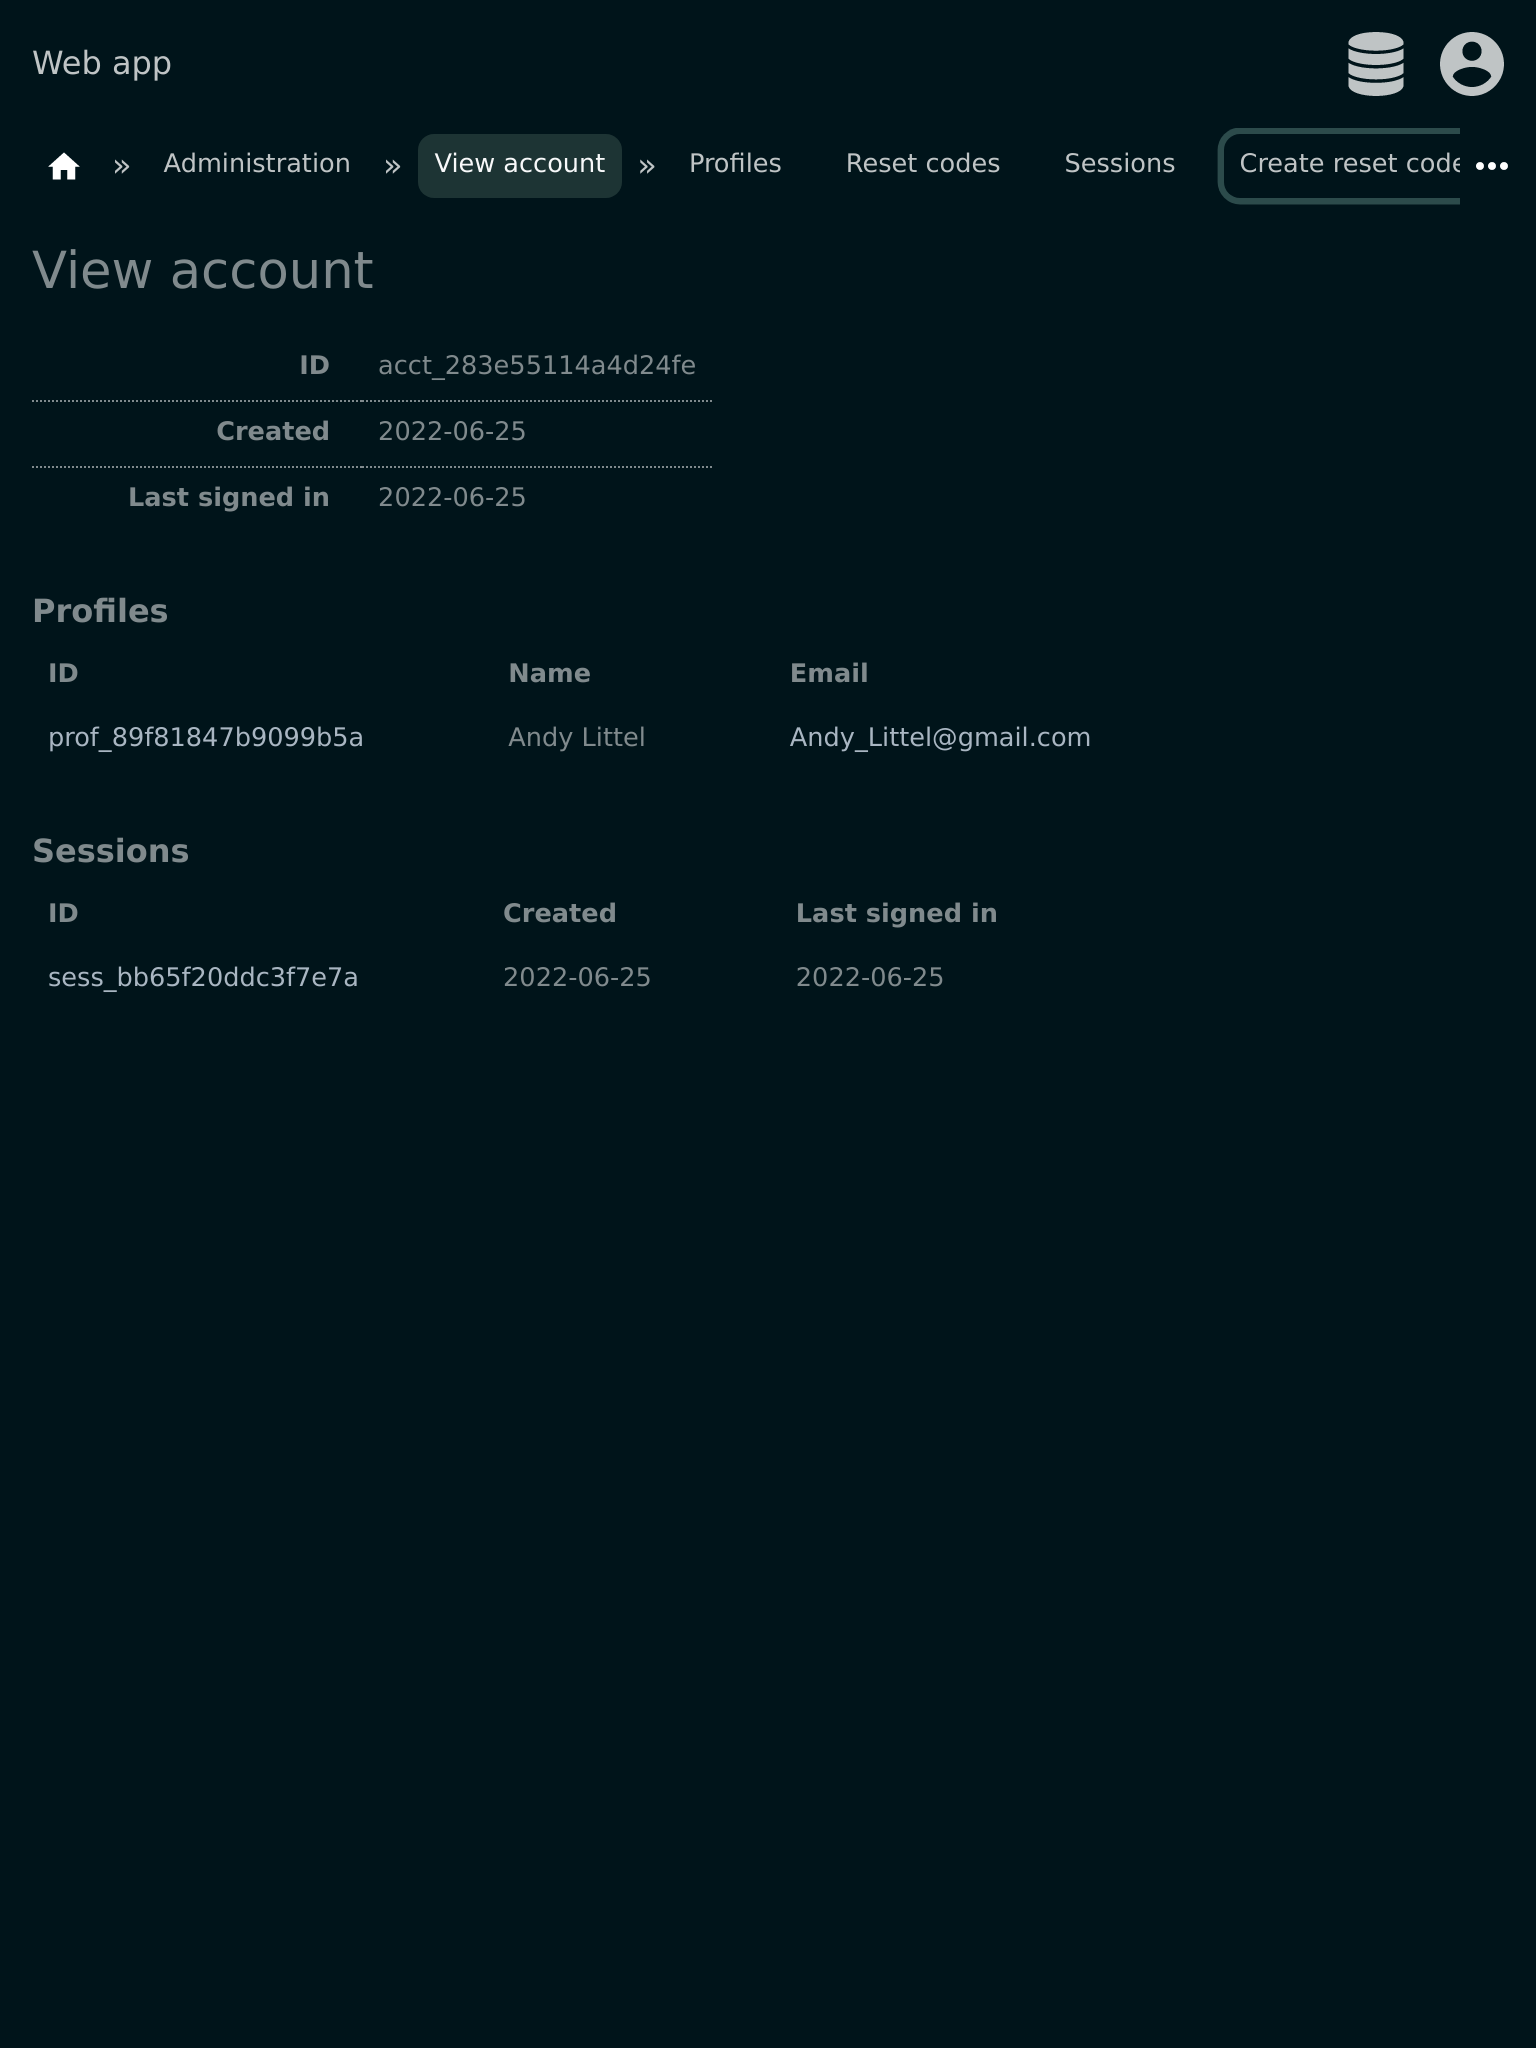 Web app
» Administration » View account » Profiles Reset codes Sessions Create reset code
View account
ID acct_283e55114a4d24fe
Created 2022-06-25
Last signed in 2022-06-25
Profiles
ID Name Email
prof_89f81847b9099b5a Andy Littel Andy_Littel@gmail.com
Sessions
ID Created Last signed in
sess_bb65f20ddc3f7e7a 2022-06-25 2022-06-25